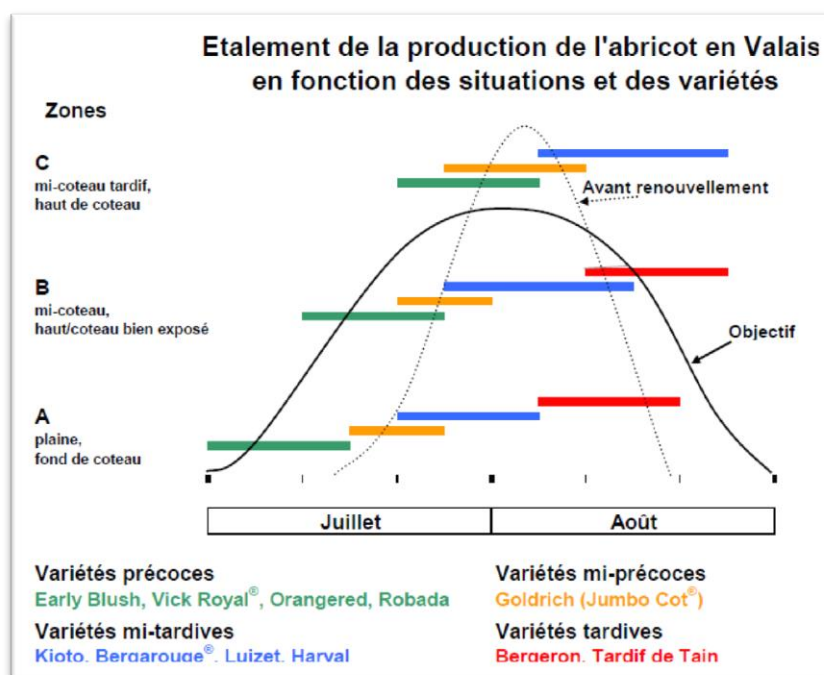 Etalement de la production de l'abricot en Valais
en fonction des situations et des variétés
Zones
C
mi-coteau tardif,
haut de coteau
Avant renouvellement
B
mi-coteau,
haut/coteau bien exposé
Objectif
A
plaine,
fond de coteau
Juillet
Août
Variétés précoces
Early Blush, Vick Royal®, Orangered, Robada
Variétés mi-précoces
Goldrich (Jumbo Cot®)
Variétés mi-tardives
Kioto, Bergarouge®, Luizet, Harval
Variétés tardives
Bergeron, Tardif de Tain